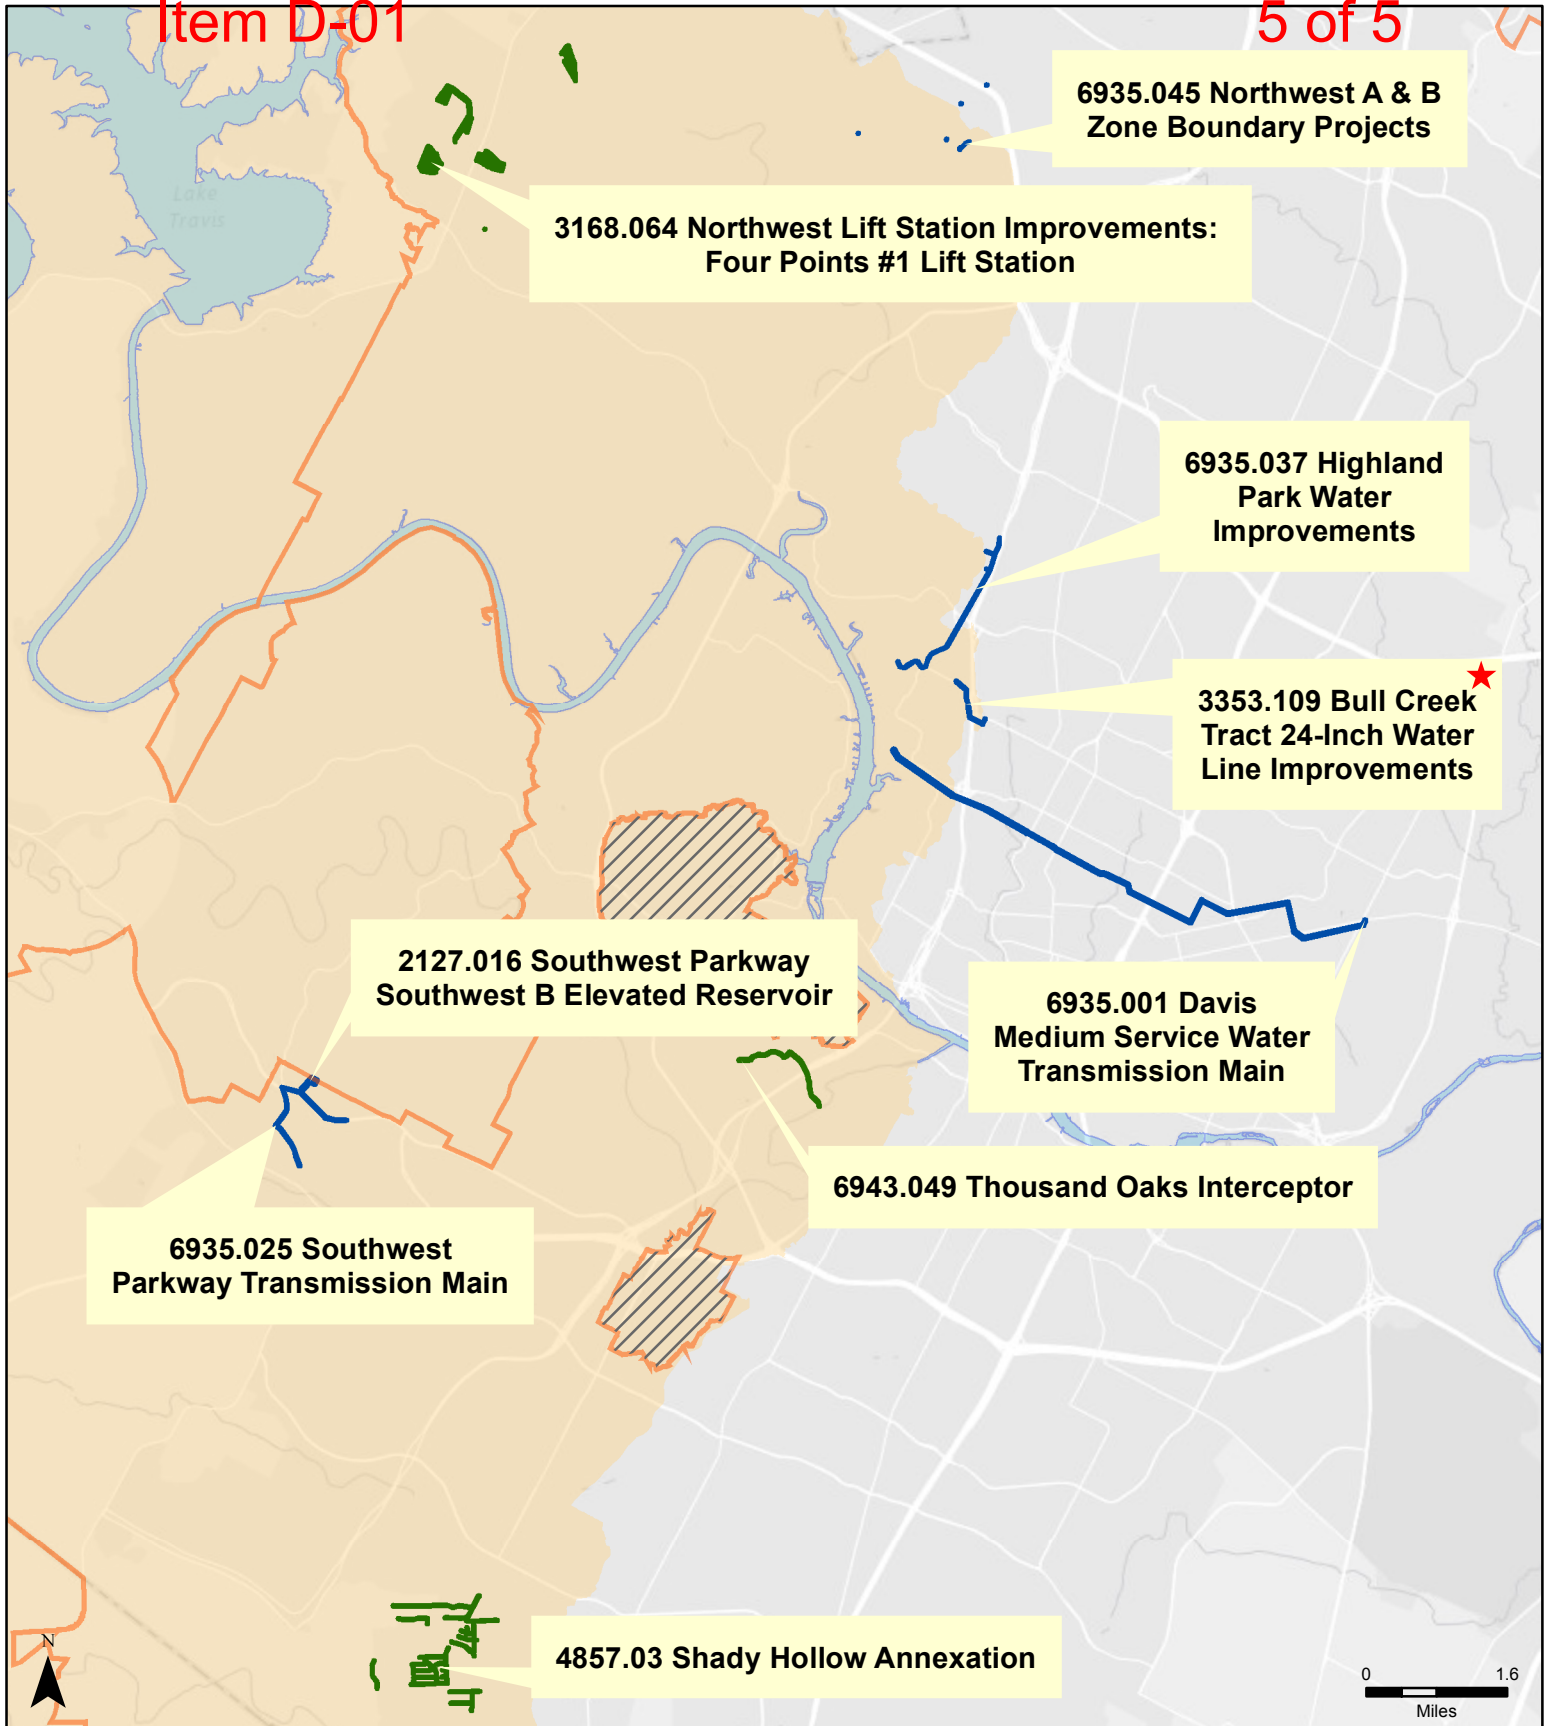 Item D-01
5 of 5
6935.045 Northwest A & B
Zone Boundary Projects
Lake
Travis
3168.064 Northwest Lift Station Improvements:
Four Points #1 Lift Station
6935.037 Highland
Park Water
Improvements
3353.109 Bull Creek
Tract 24-Inch Water
Line Improvements
2127.016 Southwest Parkway
Southwest B Elevated Reservoir
6935.001 Davis
Medium Service Water
Transmission Main
6943.049 Thousand Oaks Interceptor
6935.025 Southwest
Parkway Transmission Main
4857.03 Shady Hollow Annexation
N
0 1.6
Miles